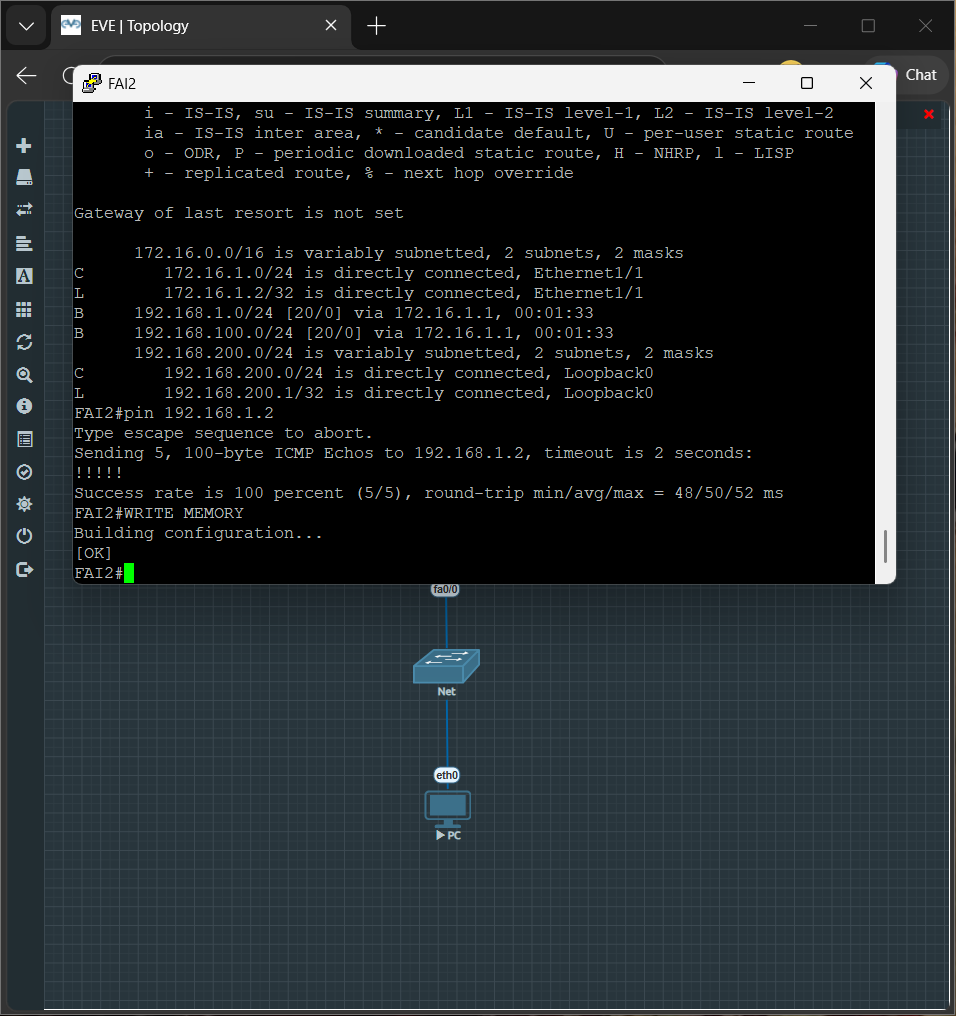 EVE | Topology
Chat
FAI2
i - IS-IS, su - IS-IS summary, L1 - IS-IS level-1, L2 - IS-IS level-2
ia - IS-IS inter area, * - candidate default, U - per-user static route
o - ODR, P - periodic downloaded static route, H - NHRP, l - LISP
+ - replicated route, % - next hop override
Gateway of last resort is not set
172.16.0.0/16 is variably subnetted, 2 subnets, 2 masks
C 172.16.1.0/24 is directly connected, Ethernet1/1
L 172.16.1.2/32 is directly connected, Ethernet1/1
B 192.168.1.0/24 [20/0] via 172.16.1.1, 00:01:33
B 192.168.100.0/24 [20/0] via 172.16.1.1, 00:01:33
192.168.200.0/24 is variably subnetted, 2 subnets, 2 masks
C 192.168.200.0/24 is directly connected, Loopback0
L 192.168.200.1/32 is directly connected, Loopback0
FAI2#pin 192.168.1.2
Type escape sequence to abort.
Sending 5, 100-byte ICMP Echos to 192.168.1.2, timeout is 2 seconds:
!!!!!
Success rate is 100 percent (5/5), round-trip min/avg/max = 48/50/52 ms
FAI2#WRITE MEMORY
Building configuration...
[OK]
FAI2#
fa0/0
Net
eth0
PC